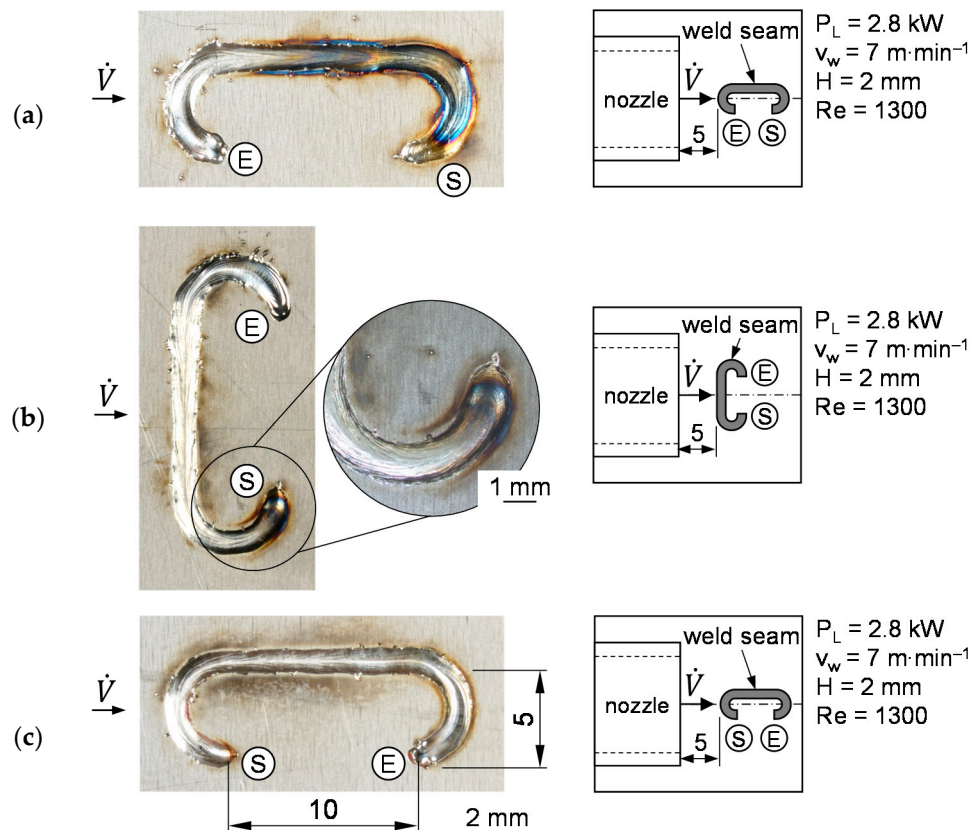 (a)
V̇
E
S
nozzle
V̇
weld seam
5
E
S
P_L = 2.8 kW
v_w = 7 m·min⁻¹
H = 2 mm
Re = 1300
(b)
V̇
E
S
1 mm
nozzle
V̇
weld seam
5
E
S
P_L = 2.8 kW
v_w = 7 m·min⁻¹
H = 2 mm
Re = 1300
(c)
V̇
S
E
5
10
2 mm
nozzle
V̇
weld seam
5
S
E
P_L = 2.8 kW
v_w = 7 m·min⁻¹
H = 2 mm
Re = 1300